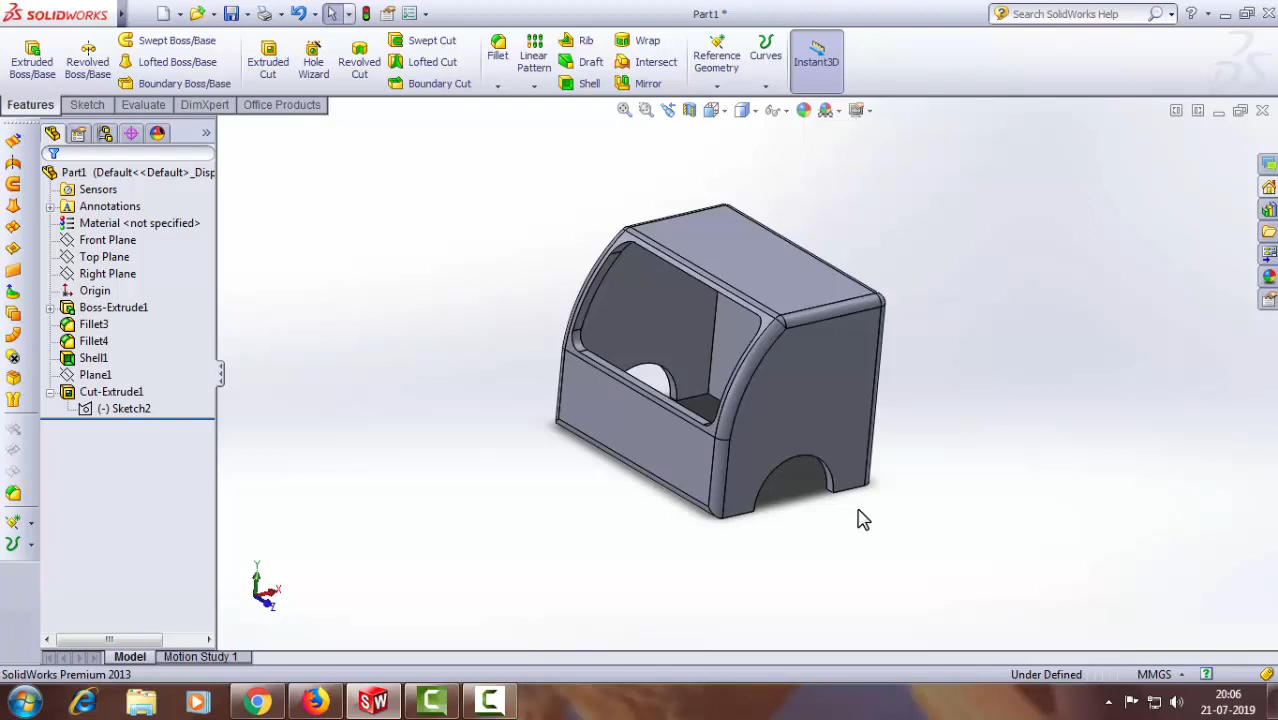 SOLIDWORKS
Part1 *
Search SolidWorks Help
Extruded Boss/Base
Revolved Boss/Base
Swept Boss/Base
Lofted Boss/Base
Boundary Boss/Base
Extruded Cut
Hole Wizard
Revolved Cut
Swept Cut
Lofted Cut
Boundary Cut
Fillet
Linear Pattern
Rib
Draft
Shell
Wrap
Intersect
Mirror
Reference Geometry
Curves
Instant3D
Features
Sketch
Evaluate
DimXpert
Office Products
Part1 (Default<<Default>_Disp
Sensors
Annotations
Material <not specified>
Front Plane
Top Plane
Right Plane
Origin
Boss-Extrude1
Fillet3
Fillet4
Shell1
Plane1
Cut-Extrude1
(-) Sketch2
Y
X
Z
Model
Motion Study 1
SolidWorks Premium 2013
Under Defined
MMGS
20:06
21-07-2019